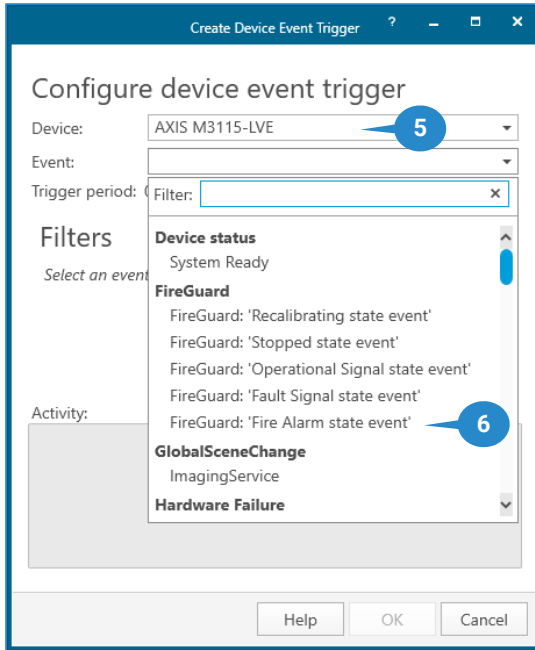 Create Device Event Trigger ?
Configure device event trigger
Device: AXIS M3115-LVE 5
Event:
Trigger period: Filter:
Filters
Select an event
Device status
System Ready
FireGuard
FireGuard: 'Recalibrating state event'
FireGuard: 'Stopped state event'
FireGuard: 'Operational Signal state event'
FireGuard: 'Fault Signal state event'
FireGuard: 'Fire Alarm state event' 6
GlobalSceneChange
ImagingService
Hardware Failure
Activity:
Help OK Cancel